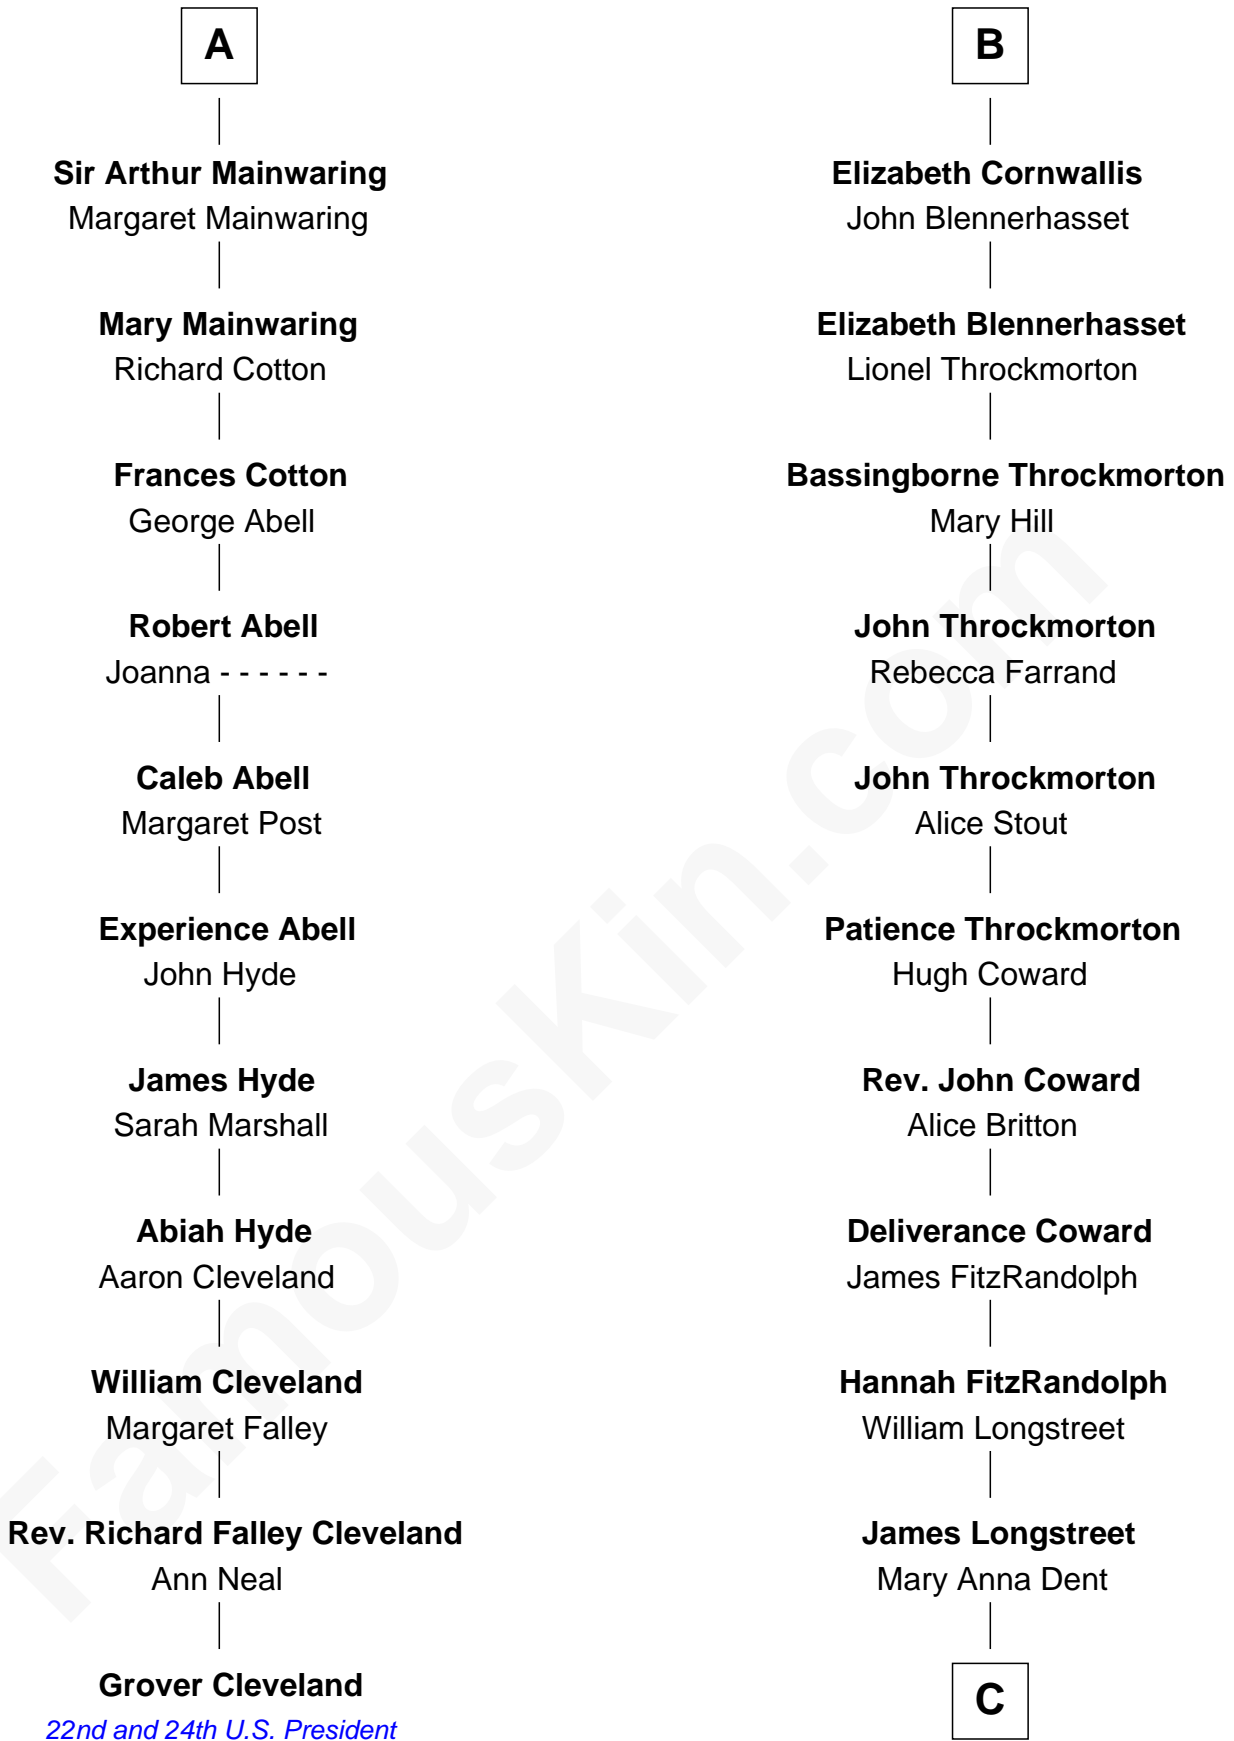 A
Sir Arthur Mainwaring
Margaret Mainwaring
Mary Mainwaring
Richard Cotton
Frances Cotton
George Abell
Robert Abell
Joanna - - - - - -
Caleb Abell
Margaret Post
Experience Abell
John Hyde
James Hyde
Sarah Marshall
Abiah Hyde
Aaron Cleveland
William Cleveland
Margaret Falley
Rev. Richard Falley Cleveland
Ann Neal
Grover Cleveland
22nd and 24th U.S. President
B
Elizabeth Cornwallis
John Blennerhasset
Elizabeth Blennerhasset
Lionel Throckmorton
Bassingborne Throckmorton
Mary Hill
John Throckmorton
Rebecca Farrand
John Throckmorton
Alice Stout
Patience Throckmorton
Hugh Coward
Rev. John Coward
Alice Britton
Deliverance Coward
James FitzRandolph
Hannah FitzRandolph
William Longstreet
James Longstreet
Mary Anna Dent
C
FamousKin.com